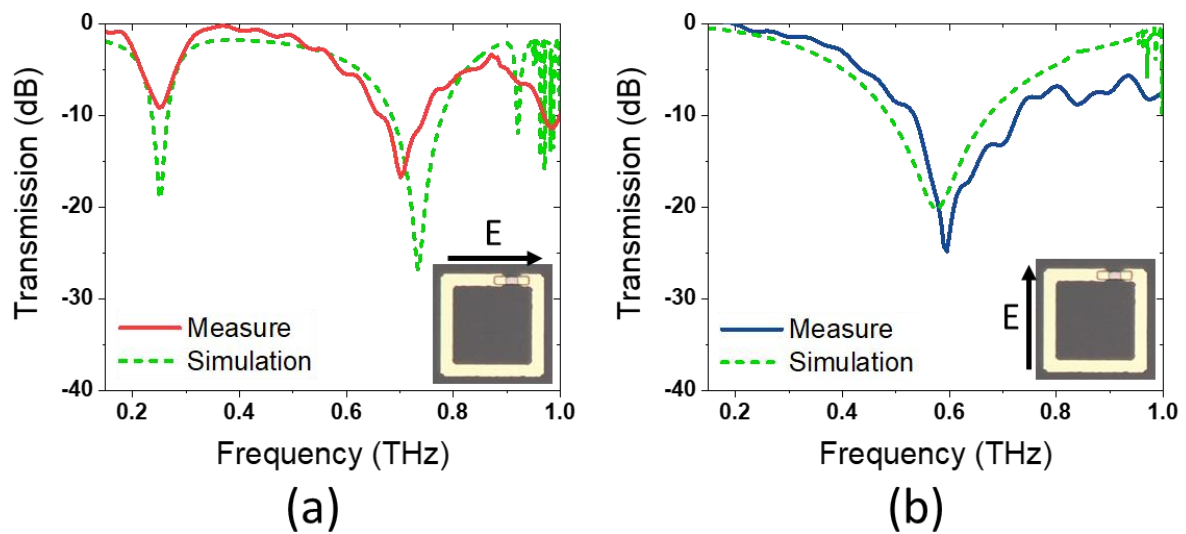 (a)
0
-10
-20
-30
-40
Transmission (dB)
0.2
0.4
0.6
0.8
1.0
Frequency (THz)
E
Measure
Simulation
(b)
0
-10
-20
-30
-40
Transmission (dB)
0.2
0.4
0.6
0.8
1.0
Frequency (THz)
E
Measure
Simulation
(a)
(b)